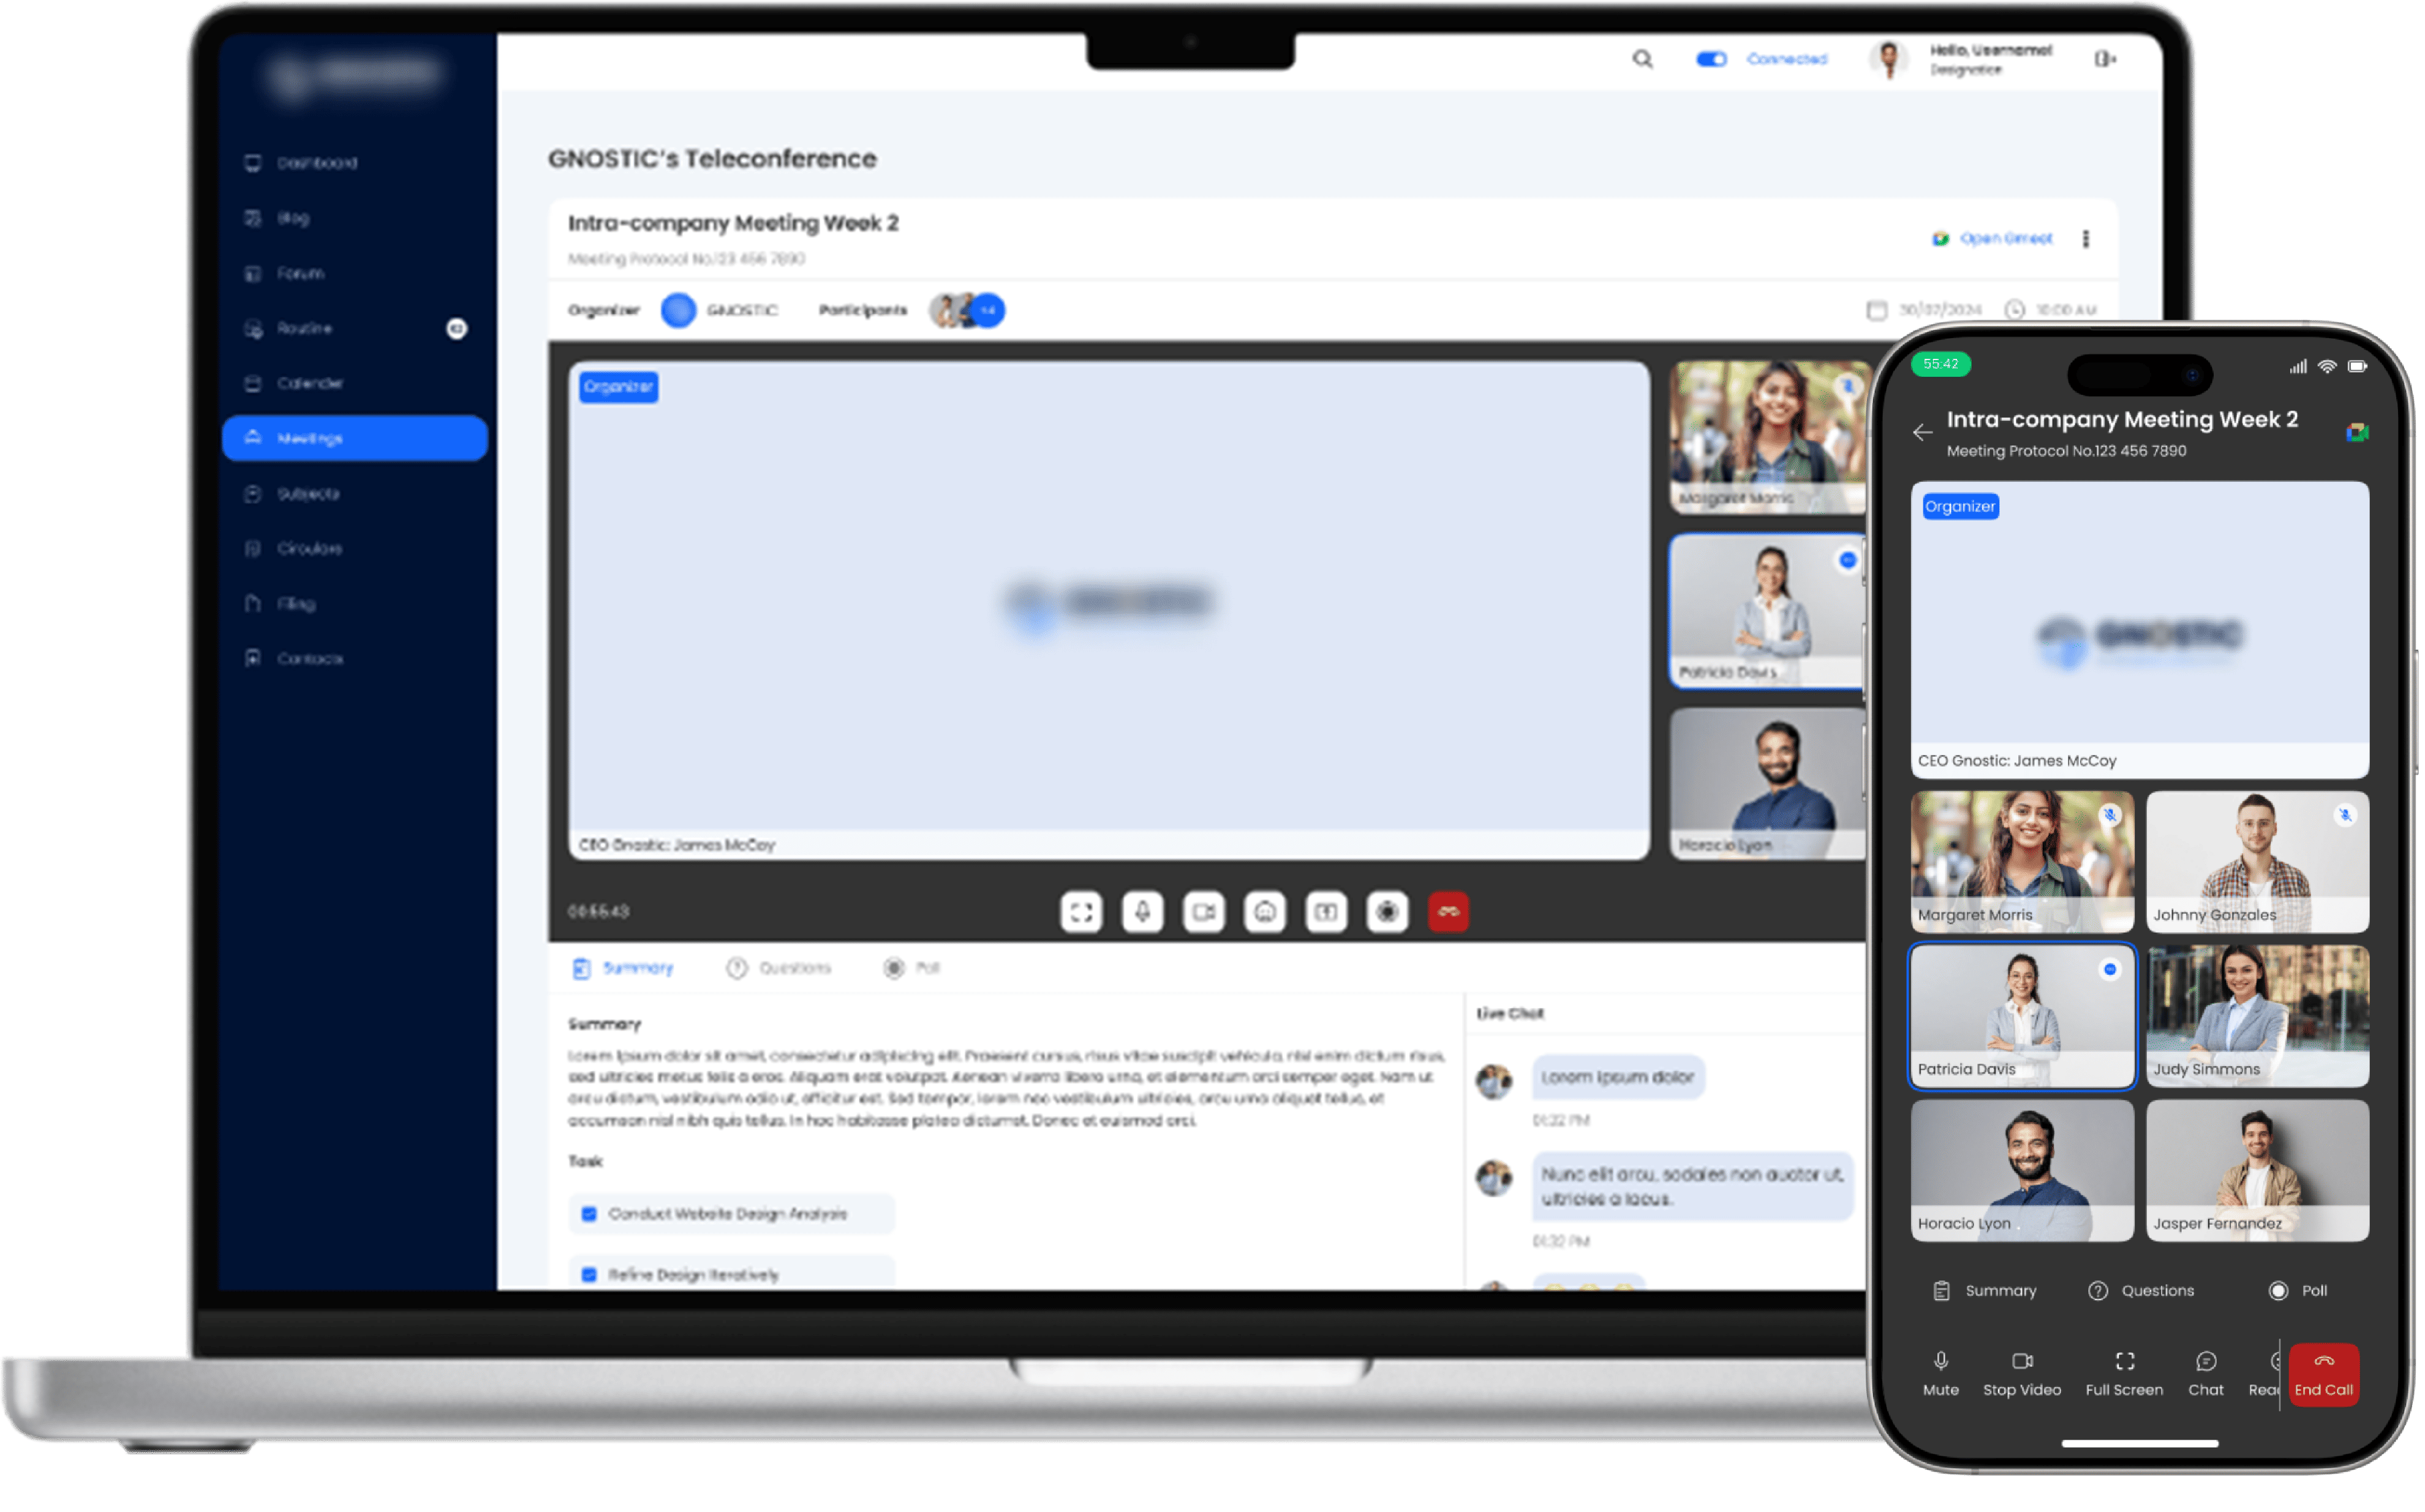 Connected
Hello, Username!
Designation
Dashboard
Blog
Forum
Routine
Calender
Meetings
Subjects
Circulars
Filing
Contacts
GNOSTIC's Teleconference
Intra-company Meeting Week 2
Meeting Protocol No.123 456 7890
Open Gmeet
Organizer
GNOSTIC
Participants
+4
30/07/2024
10:00 AM
Organizer
CEO Gnostic: James McCoy
Margaret Morris
Patricia Davis
Horacio Lyon
00:55:43
Summary
Questions
Poll
Summary
Lorem ipsum dolor sit amet, consectetur adipiscing elit. Praesent cursus, risus vitae suscipit vehicula, nisl enim dictum risus,
sed ultricies metus felis a eros. Aliquam erat volutpat. Aenean viverra libero urna, et elementum orci semper eget. Nam ut
arcu dictum, vestibulum odio ut, efficitur est. Sed tempor, lorem nec vestibulum ultricies, arcu urna aliquet tellus, et
accumsan nisl nibh quis tellus. In hac habitasse platea dictumst. Donec et euismod orci.
Task
Conduct Website Design Analysis
Refine Design Iteratively
Live Chat
Lorem ipsum dolor
01:32 PM
Nunc elit arcu, sodales non auctor ut,
ultricies a lacus.
01:32 PM
55:42
Intra-company Meeting Week 2
Meeting Protocol No.123 456 7890
Organizer
GNOSTIC
CEO Gnostic: James McCoy
Margaret Morris
Johnny Gonzales
Patricia Davis
Judy Simmons
Horacio Lyon
Jasper Fernandez
Summary
Questions
Poll
Mute
Stop Video
Full Screen
Chat
Reac
End Call